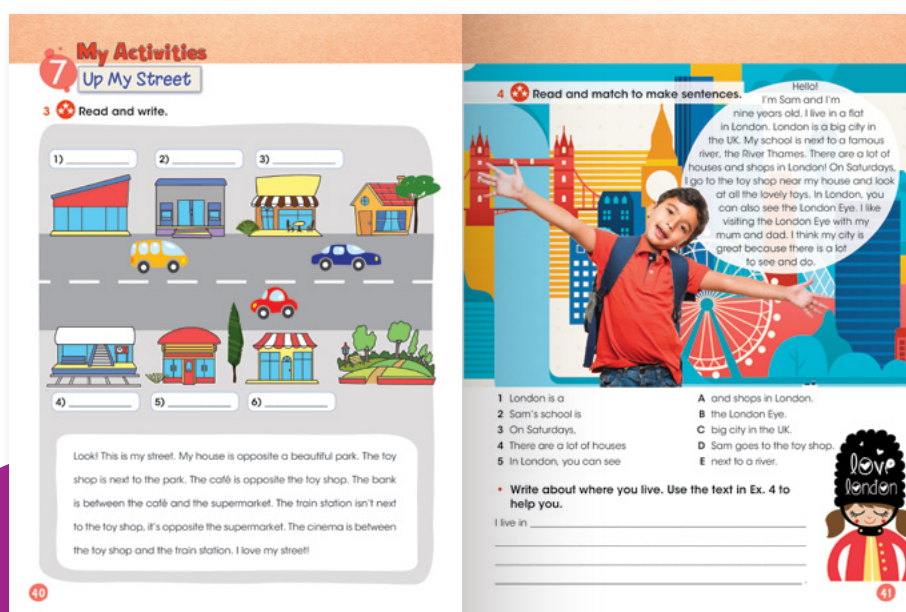 My Activities
7
Up My Street
3 Read and write.
1) ____________
2) ____________
3) ____________
4) ____________
5) ____________
6) ____________
Look! This is my street. My house is opposite a beautiful park. The toy
shop is next to the park. The café is opposite the toy shop. The bank
is between the café and the supermarket. The train station isn't next
to the toy shop, it's opposite the supermarket. The cinema is between
the toy shop and the train station. I love my street!
40
4 Read and match to make sentences.
Hello!
I'm Sam and I'm
nine years old. I live in a flat
in London. London is a big city in
the UK. My school is next to a famous
river, the River Thames. There are a lot of
houses and shops in London! On Saturdays,
I go to the toy shop near my house and look
at all the lovely toys. In London, you
can also see the London Eye. I like
visiting the London Eye with my
mum and dad. I think my city is
great because there is a lot
to see and do.
1 London is a
2 Sam's school is
3 On Saturdays,
4 There are a lot of houses
5 In London, you can see
A and shops in London.
B the London Eye.
C big city in the UK.
D Sam goes to the toy shop.
E next to a river.
• Write about where you live. Use the text in Ex. 4 to
help you.
I live in ____________
____________
____________
____________ .
love
london
41